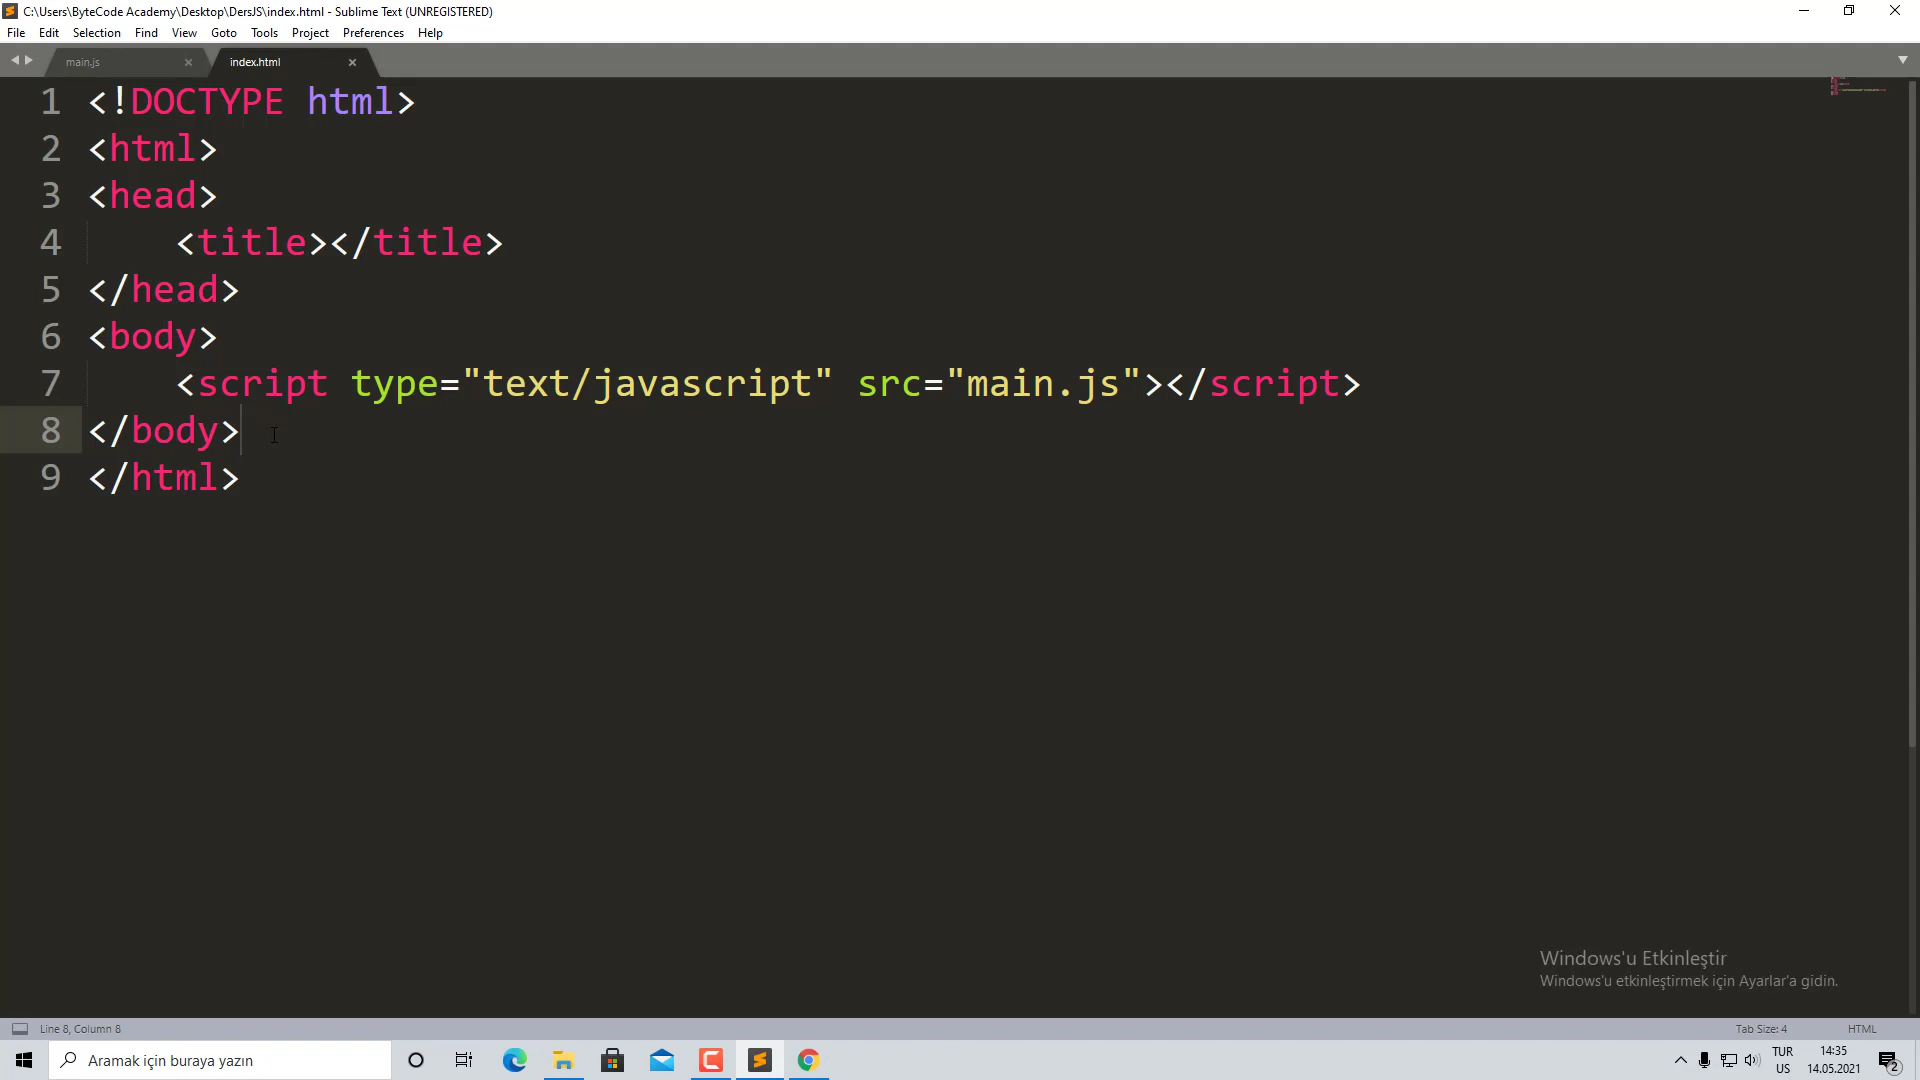 C:\Users\ByteCode Academy\Desktop\DersJS\index.html - Sublime Text (UNREGISTERED)
File Edit Selection Find View Goto Tools Project Preferences Help
main.js index.html
1 <!DOCTYPE html>
2 <html>
3 <head>
4 <title></title>
5 </head>
6 <body>
7 <script type="text/javascript" src="main.js"></script>
8 </body>
9 </html>
Windows'u Etkinleştir
Windows'u etkinleştirmek için Ayarlar'a gidin.
Line 8, Column 8 Tab Size: 4 HTML
Aramak için buraya yazın
TUR 14:35
US 14.05.2021 2